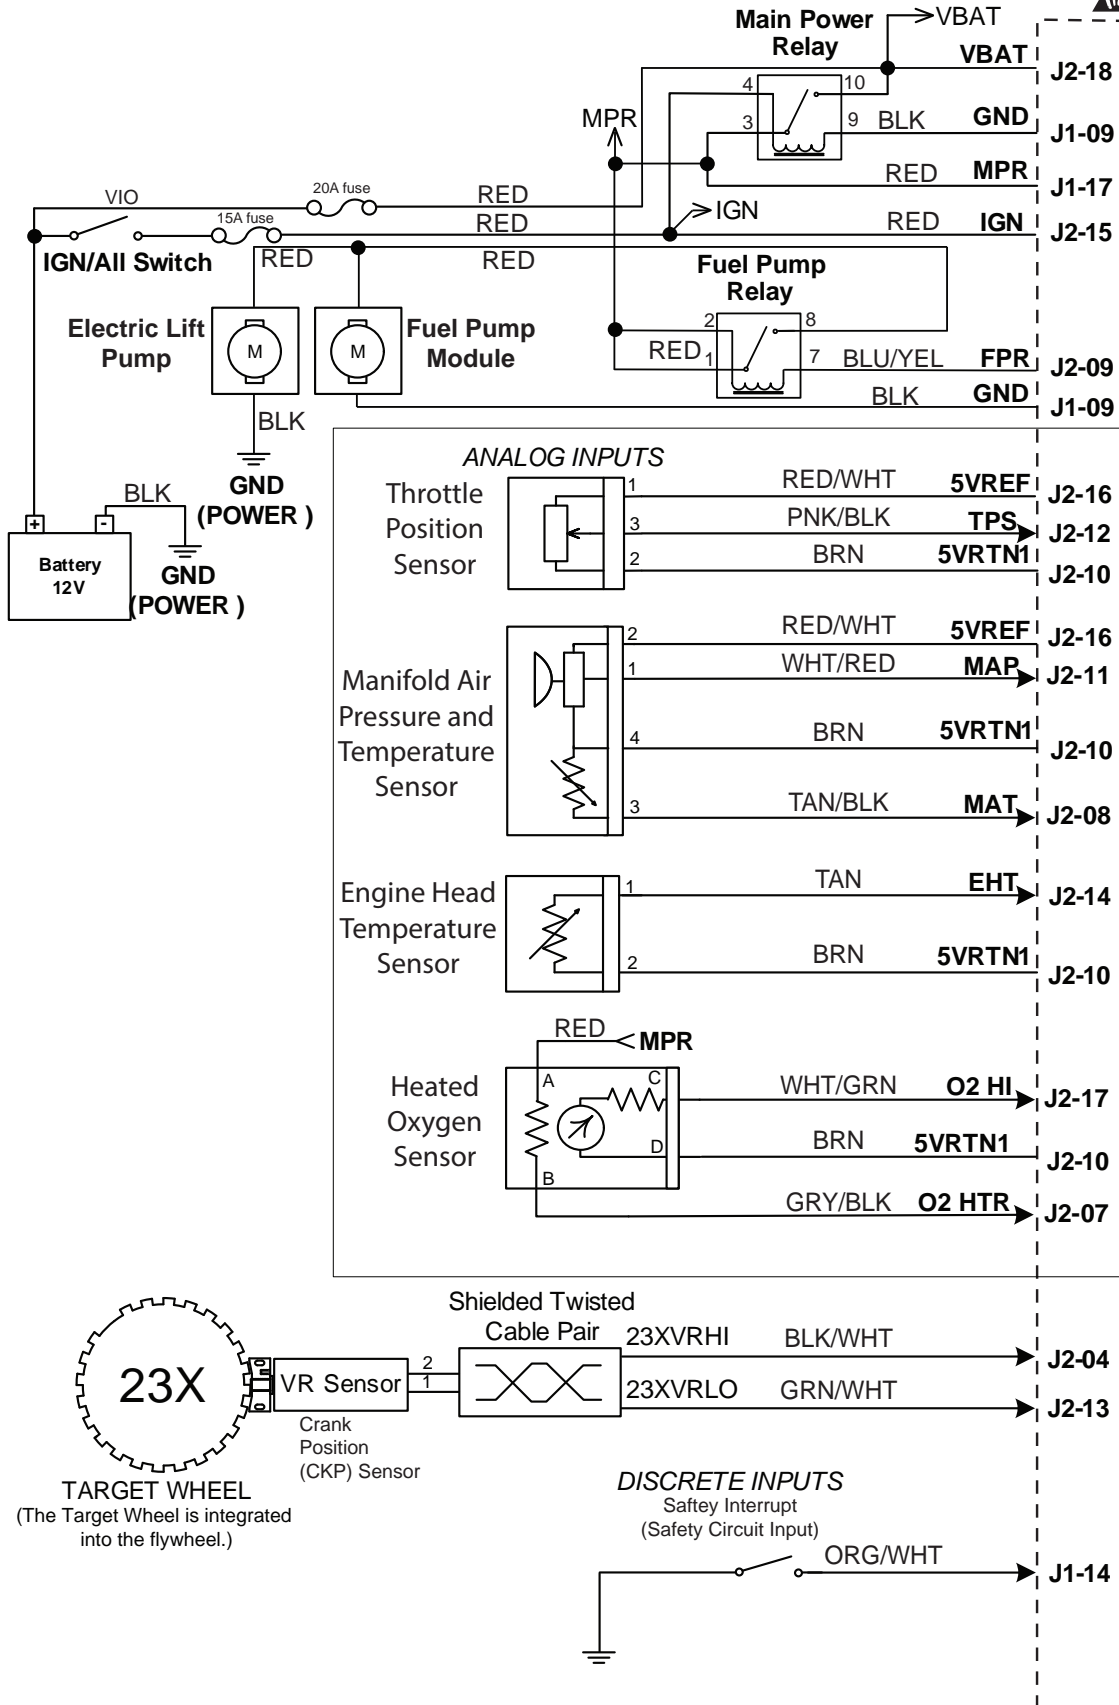 VBAT
Main Power
Relay
VBAT
J2-18
4
10
MPR
3
9
BLK
GND
J1-09
RED
MPR
J1-17
VIO
20A fuse
RED
IGN
15A fuse
RED
RED
IGN
J2-15
IGN/All Switch
RED
RED
Fuel Pump
Relay
Electric Lift
Pump
M
M
Fuel Pump
Module
2
8
RED
1
7
BLU/YEL
FPR
J2-09
BLK
GND
J1-09
BLK
GND
(POWER )
BLK
+
-
Battery
12V
GND
(POWER )
ANALOG INPUTS
Throttle
Position
Sensor
1
RED/WHT
5VREF
J2-16
3
PNK/BLK
TPS
J2-12
2
BRN
5VRTN1
J2-10
Manifold Air
Pressure and
Temperature
Sensor
2
RED/WHT
5VREF
J2-16
1
WHT/RED
MAP
J2-11
4
BRN
5VRTN1
J2-10
3
TAN/BLK
MAT
J2-08
Engine Head
Temperature
Sensor
1
TAN
EHT
J2-14
2
BRN
5VRTN1
J2-10
RED
MPR
Heated
Oxygen
Sensor
A
C
WHT/GRN
O2 HI
J2-17
D
BRN
5VRTN1
J2-10
B
GRY/BLK
O2 HTR
J2-07
Shielded Twisted
Cable Pair
23X
VR Sensor
2
1
23XVRHI
BLK/WHT
J2-04
23XVRLO
GRN/WHT
J2-13
Crank
Position
(CKP) Sensor
TARGET WHEEL
(The Target Wheel is integrated
into the flywheel.)
DISCRETE INPUTS
Saftey Interrupt
(Safety Circuit Input)
ORG/WHT
J1-14